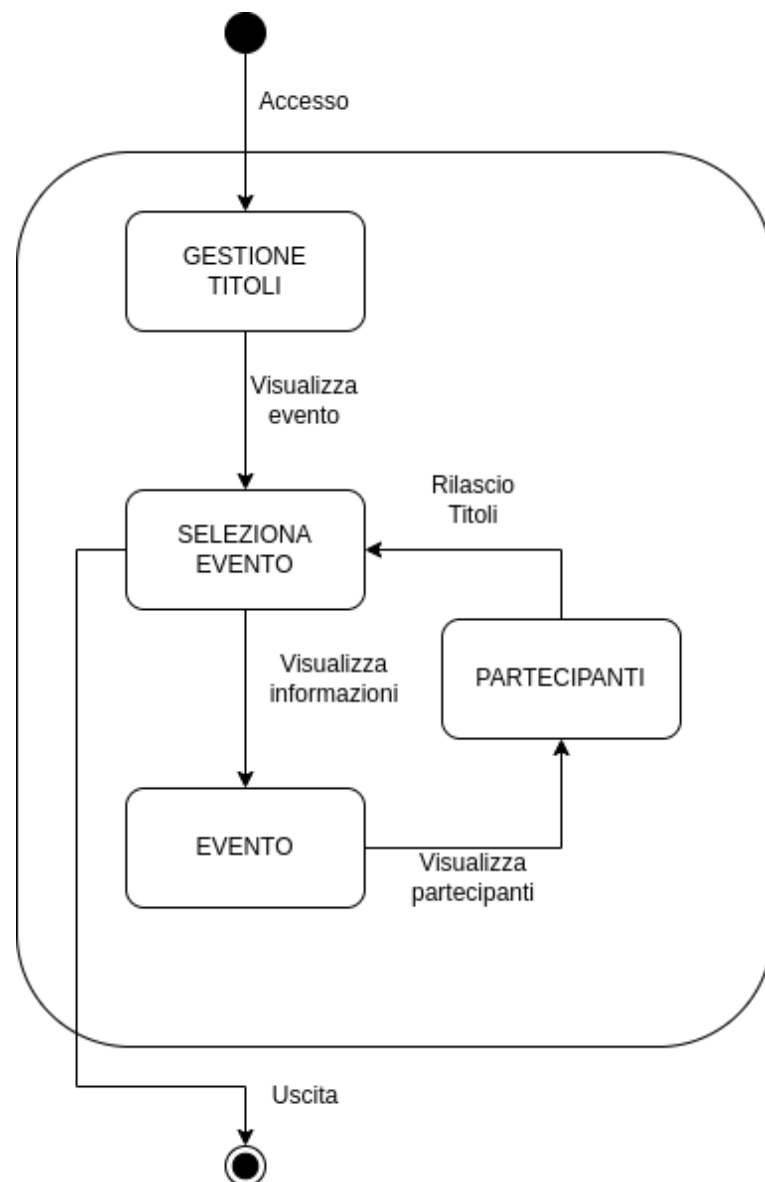 Accesso
GESTIONE
TITOLI
Visualizza
evento
Rilascio
Titoli
SELEZIONA
EVENTO
Visualizza
informazioni
PARTECIPANTI
EVENTO
Visualizza
partecipanti
Uscita